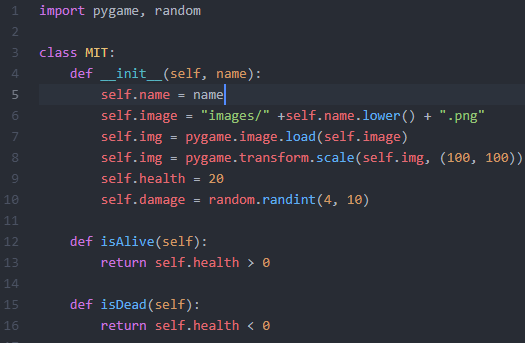 1 import pygame, random
2
3 class MIT:
4     def __init__(self, name):
5         self.name = name
6         self.image = "images/" +self.name.lower() + ".png"
7         self.img = pygame.image.load(self.image)
8         self.img = pygame.transform.scale(self.img, (100, 100))
9         self.health = 20
10         self.damage = random.randint(4, 10)
11
12     def isAlive(self):
13         return self.health > 0
14
15     def isDead(self):
16         return self.health < 0